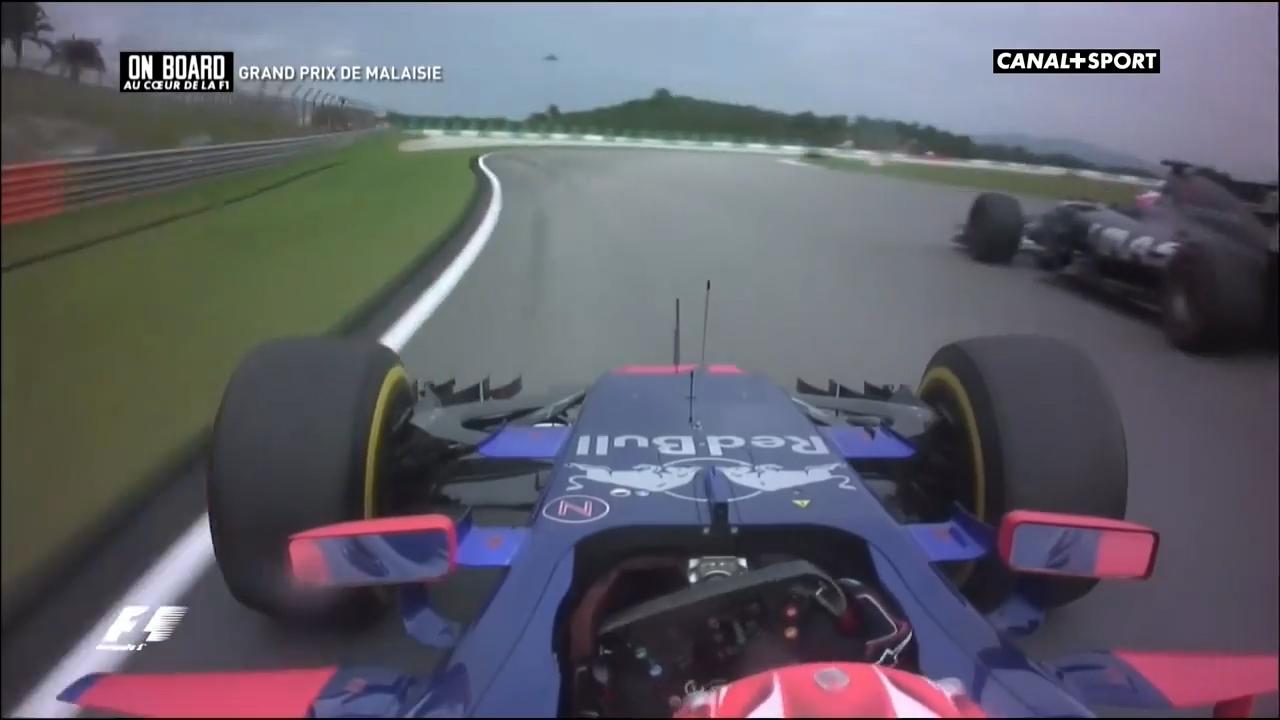 ON BOARD
AU CŒUR DE LA F1
GRAND PRIX DE MALAISIE
CANAL+SPORT
Red Bull
F1